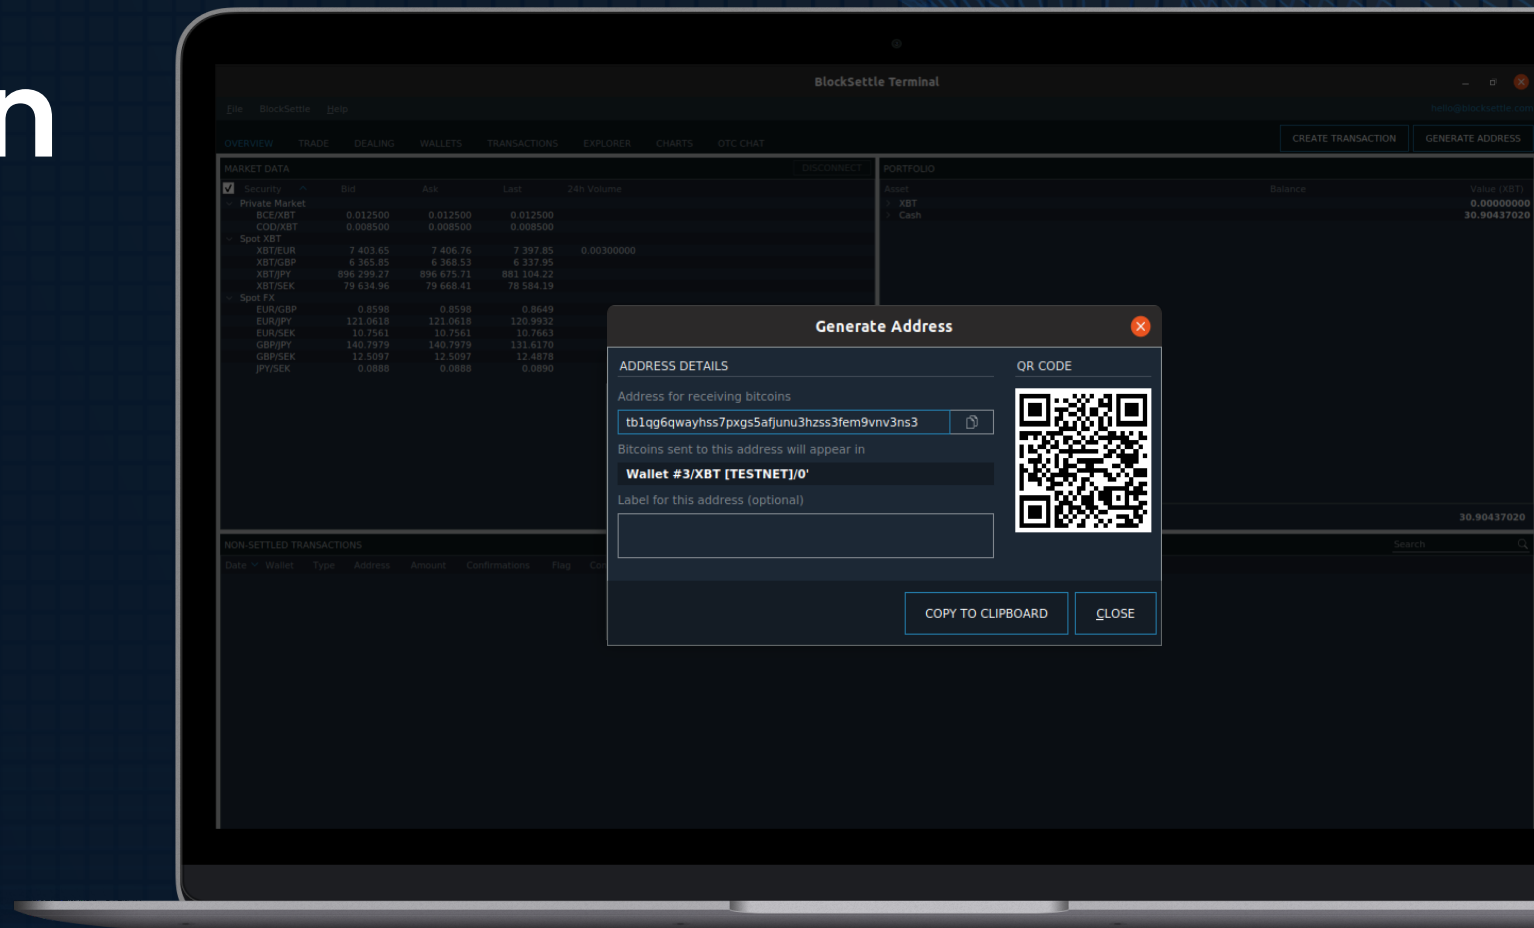 n
BlockSettle Terminal
File BlockSettle Help
hello@blocksettle.com
OVERVIEW TRADE DEALING WALLETS TRANSACTIONS EXPLORER CHARTS OTC CHAT
CREATE TRANSACTION GENERATE ADDRESS
MARKET DATA DISCONNECT
Security Bid Ask Last 24h Volume
Private Market
BCE/XBT 0.012500 0.012500 0.012500
COD/XBT 0.008500 0.008500 0.008500
Spot XBT
XBT/EUR 7 403.65 7 406.76 7 397.85 0.00300000
XBT/GBP 6 365.85 6 368.53 6 337.95
XBT/JPY 896 299.27 896 675.71 881 104.22
XBT/SEK 79 634.96 79 668.41 78 584.19
Spot FX
EUR/GBP 0.8598 0.8598 0.8649
EUR/JPY 121.0618 121.0618 120.9932
EUR/SEK 10.7561 10.7561 10.7663
GBP/JPY 140.7979 140.7979 131.6170
GBP/SEK 12.5097 12.5097 12.4878
JPY/SEK 0.0888 0.0888 0.0890
PORTFOLIO
Asset Balance Value (XBT)
XBT 0.00000000
Cash 30.90437020
30.90437020
Generate Address
ADDRESS DETAILS
Address for receiving bitcoins
tb1qg6qwayhss7pxgs5afjunu3hzss3fem9vnv3ns3
Bitcoins sent to this address will appear in
Wallet #3/XBT [TESTNET]/0'
Label for this address (optional)
QR CODE
COPY TO CLIPBOARD CLOSE
NON-SETTLED TRANSACTIONS
Search
Date Wallet Type Address Amount Confirmations Flag